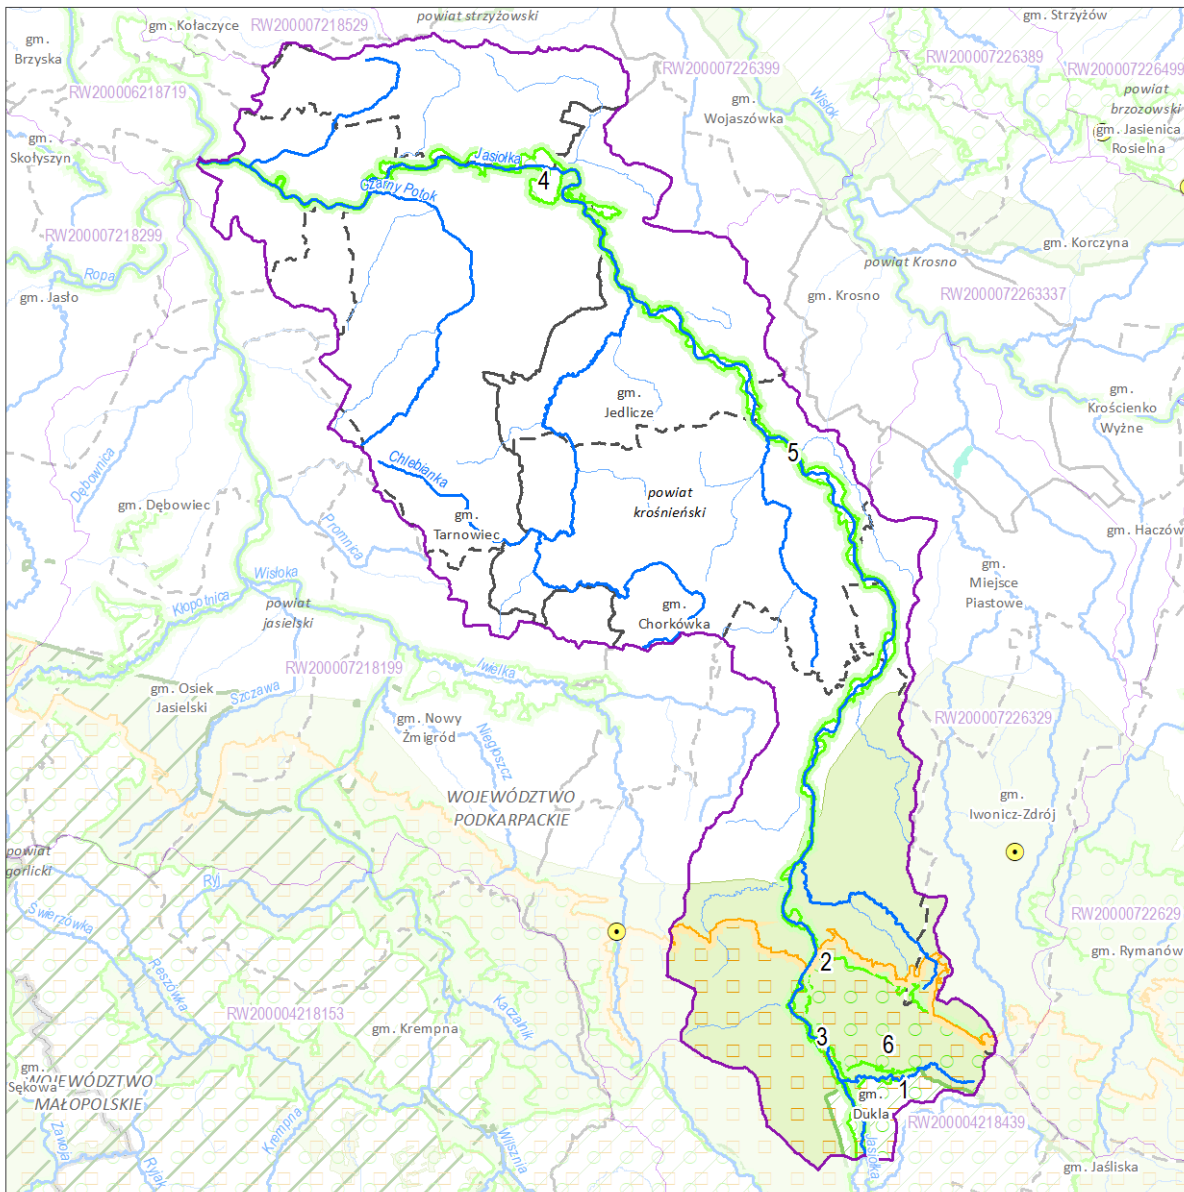 powiat strzyżowski
gm. Strzyżów
gm. Kołaczyce
RW200007218529
gm.
Brzyska
RW200007226399
RW200007226389
RW200007226499
powiat
brzozowski
RW200006218719
gm.
Wojaszówka
Wisłok
gm. Jasienica
Rosielna
gm.
Skołyszyn
Jasiołka
4
Czarny Potok
RW200007218299
Ropa
gm. Jasło
gm. Korczyna
powiat Krosno
gm. Krosno
RW2000072263337
gm.
Jedlicze
gm.
Krościenko
Wyżne
Dębownica
Chlebianka
5
gm. Dębowiec
powiat
krośnieński
gm.
Tarnowiec
Promnica
gm. Haczów
gm.
Miejsce
Piastowe
Wisłoka
Kłopotnica
powiat
jasielski
gm.
Chorkówka
RW200007218199
Iwielka
gm. Osiek
Jasielski
Szczawa
gm. Nowy
Żmigród
Niegłoszcz
RW200007226329
WOJEWÓDZTWO
PODKARPACKIE
gm.
Iwonicz-Zdrój
powiat
gorlicki
Ryj
Świerzówka
RW20000722629
gm. Rymanów
2
Reszówka
RW200004218153
gm. Krempna
Kaczalnik
3
6
gm.
Sękowa
WOJEWÓDZTWO
MAŁOPOLSKIE
1
gm.
Dukla
RW200004218439
Zawoja
Krempna
Wilsznia
Ryjak
Jasiołka
gm. Jaśliska